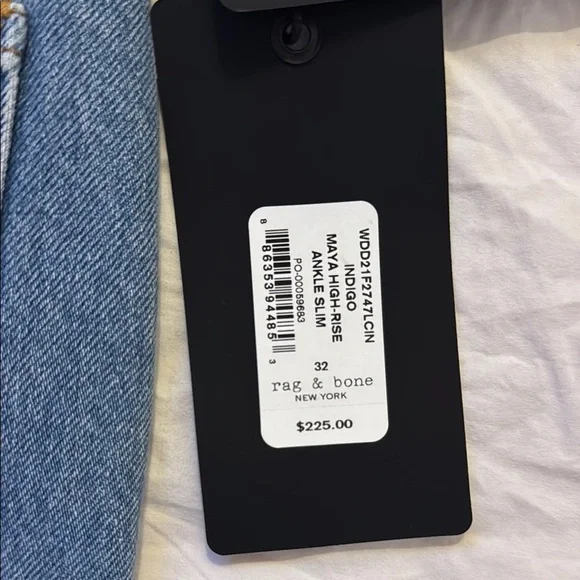 WDD21F2747LCIN
INDIGO
MAYA HIGH-RISE
ANKLE SLIM
PO-00059683
8 86353 94485 3
32
rag & bone
NEW YORK
$225.00